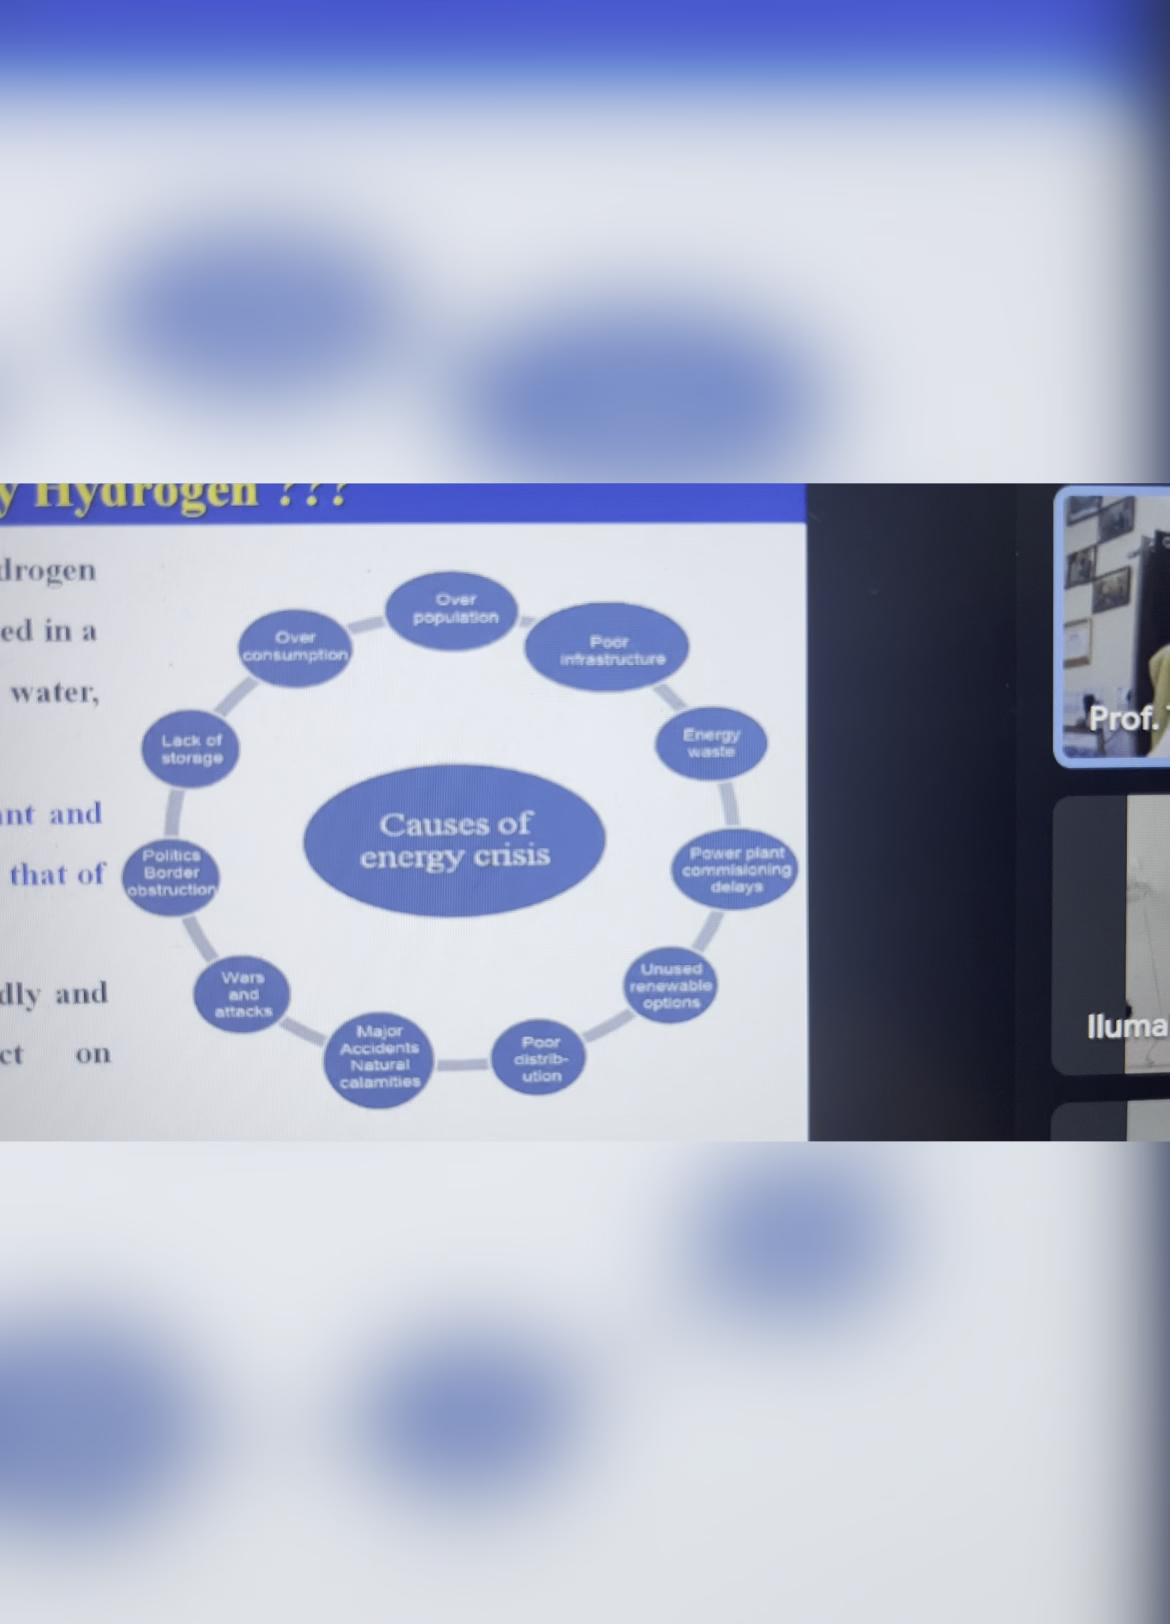 y Hydrogen ???
drogen
ed in a
water,
ant and
that of
dly and
ct on
Over
population
Poor
infrastructure
Energy
waste
Power plant
commisioning
delays
Unused
renewable
options
Poor
distrib-
ution
Major
Accidents
Natural
calamities
Wars
and
attacks
Politics
Border
obstruction
Lack of
storage
Over
consumption
Causes of
energy crisis
Prof.
Iluma